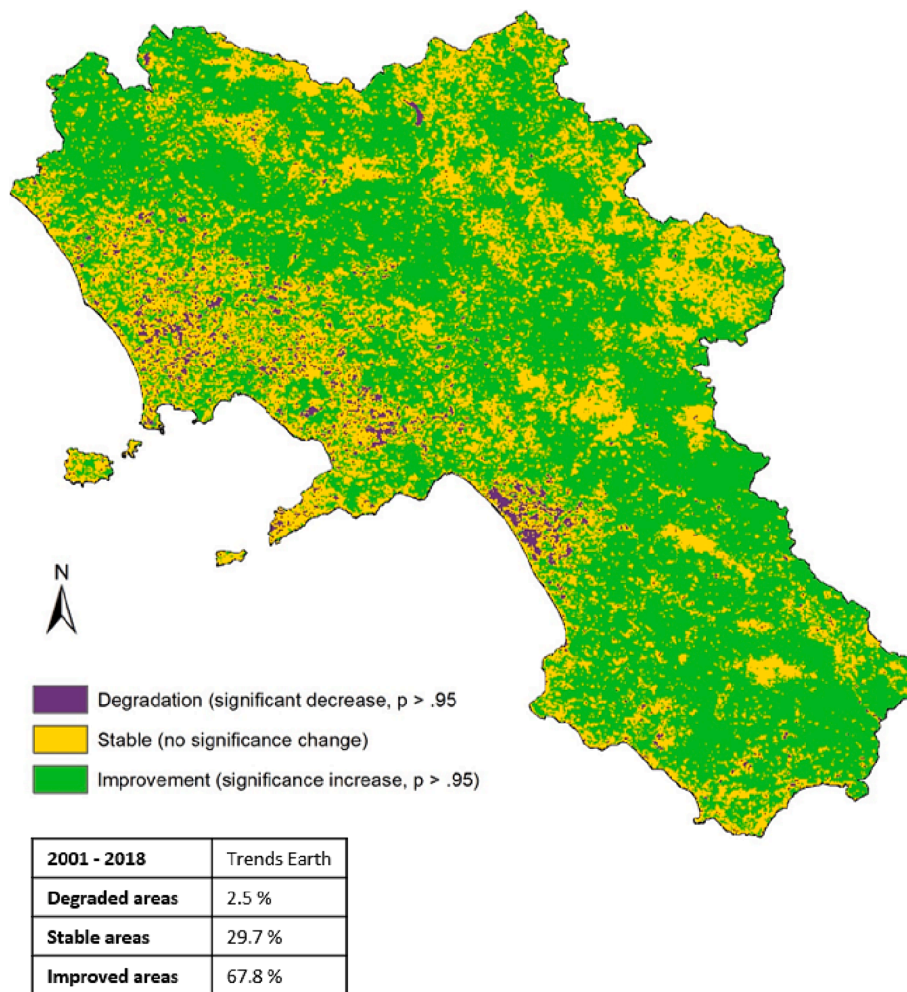 N
Degradation (significant decrease, p > .95
Stable (no significance change)
Improvement (significance increase, p > .95)
2001 - 2018 Trends Earth
Degraded areas 2.5 %
Stable areas 29.7 %
Improved areas 67.8 %